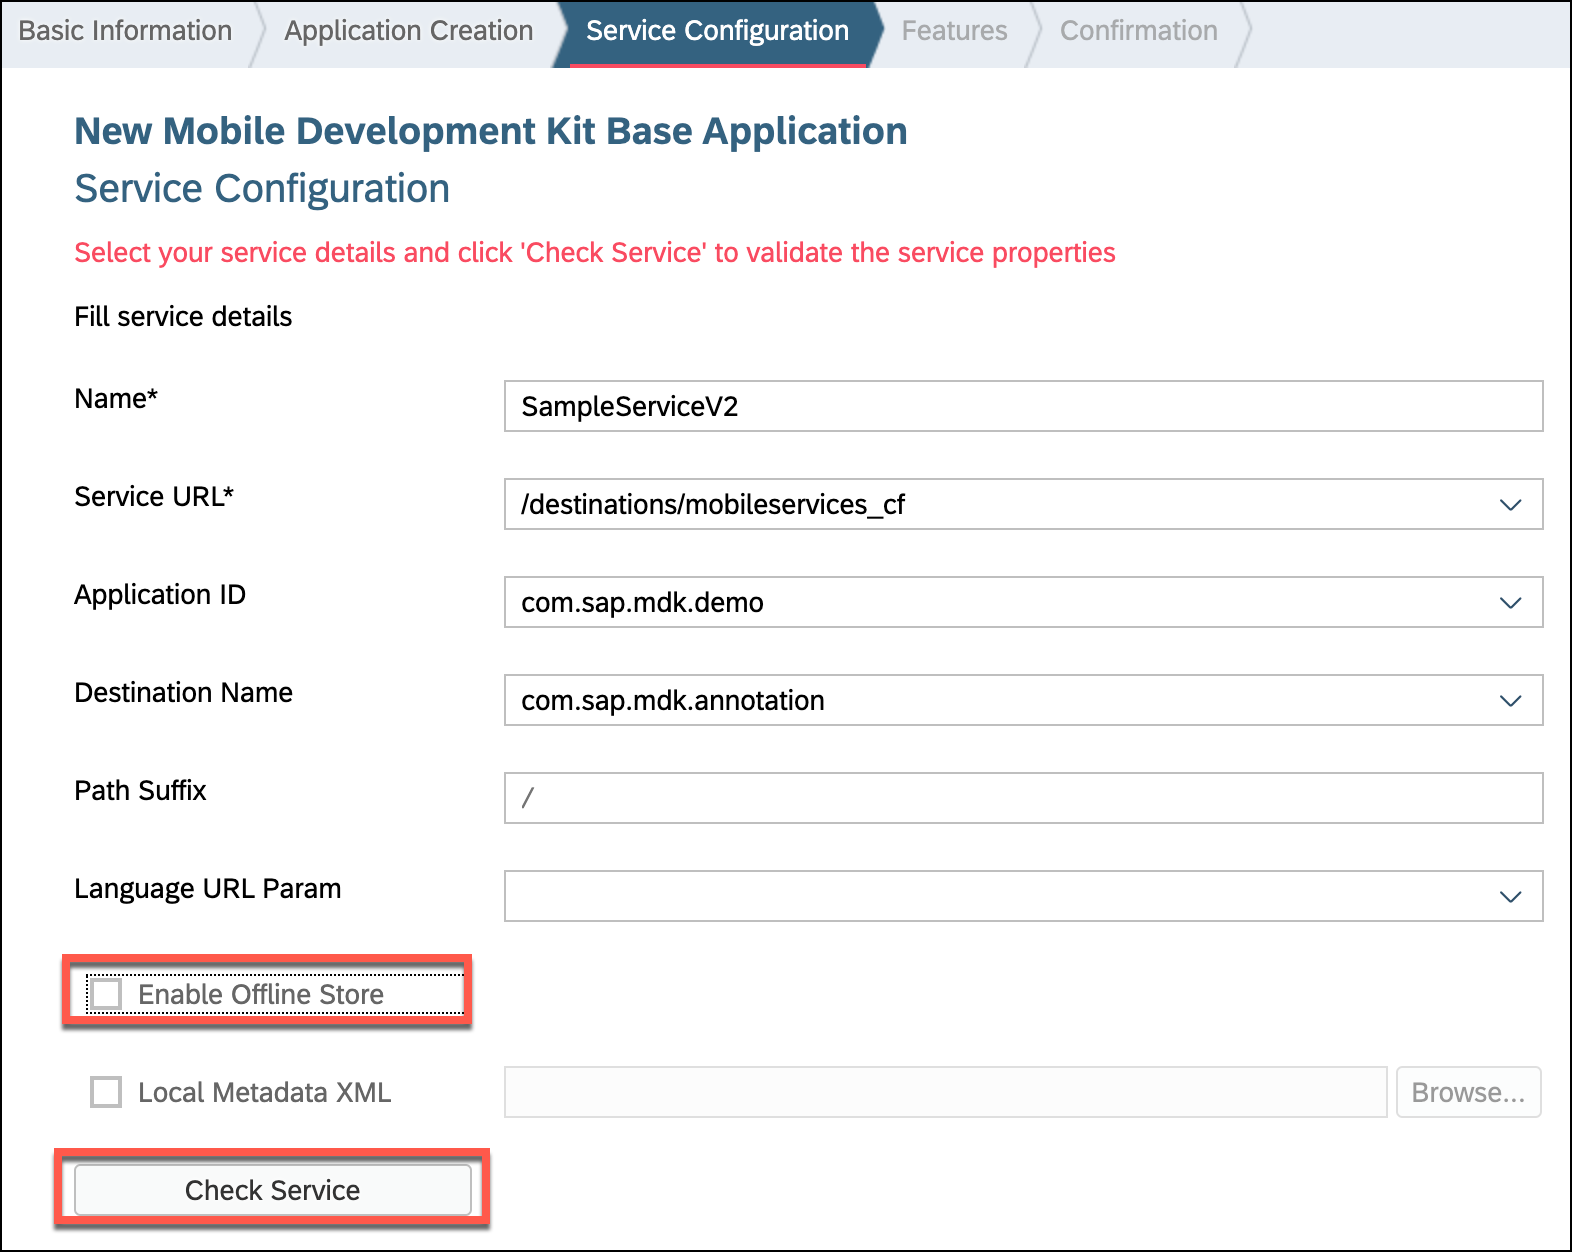 Basic Information Application Creation Service Configuration Features Confirmation
New Mobile Development Kit Base Application
Service Configuration
Select your service details and click 'Check Service' to validate the service properties
Fill service details
Name* SampleServiceV2
Service URL* /destinations/mobileservices_cf
Application ID com.sap.mdk.demo
Destination Name com.sap.mdk.annotation
Path Suffix /
Language URL Param
Enable Offline Store
Local Metadata XML Browse...
Check Service